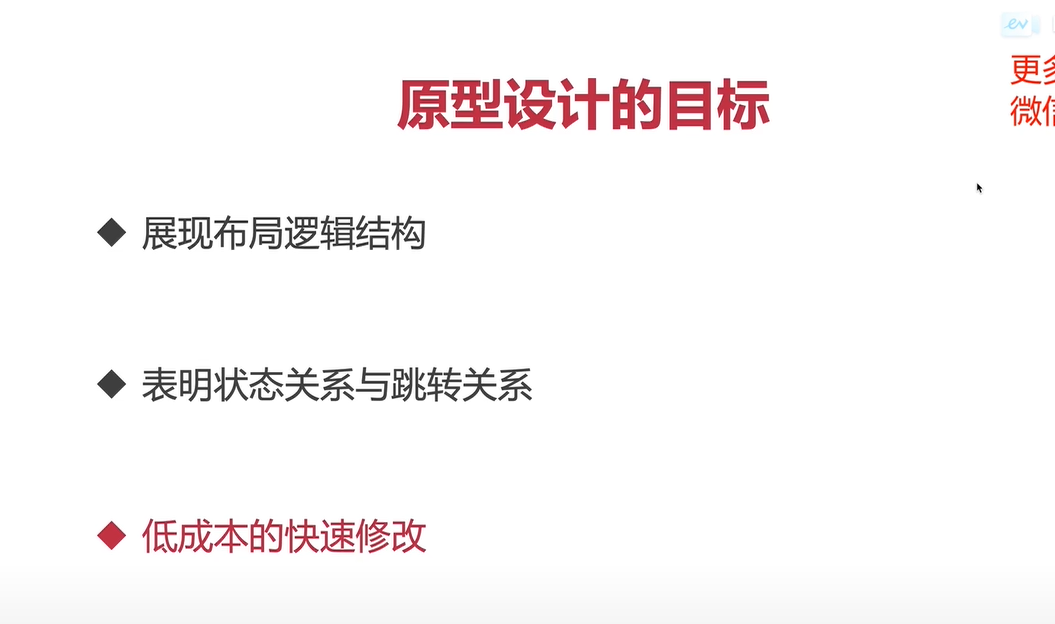 ev
更多
微信
原型设计的目标
展现布局逻辑结构
表明状态关系与跳转关系
低成本的快速修改